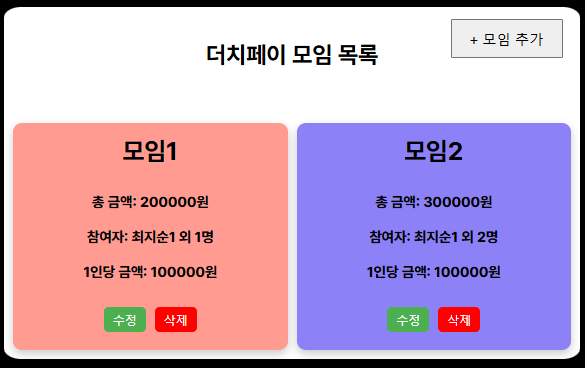 더치페이 모임 목록
+ 모임 추가
모임1
총 금액: 200000원
참여자: 최지순1 외 1명
1인당 금액: 100000원
수정 삭제
모임2
총 금액: 300000원
참여자: 최지순1 외 2명
1인당 금액: 100000원
수정 삭제